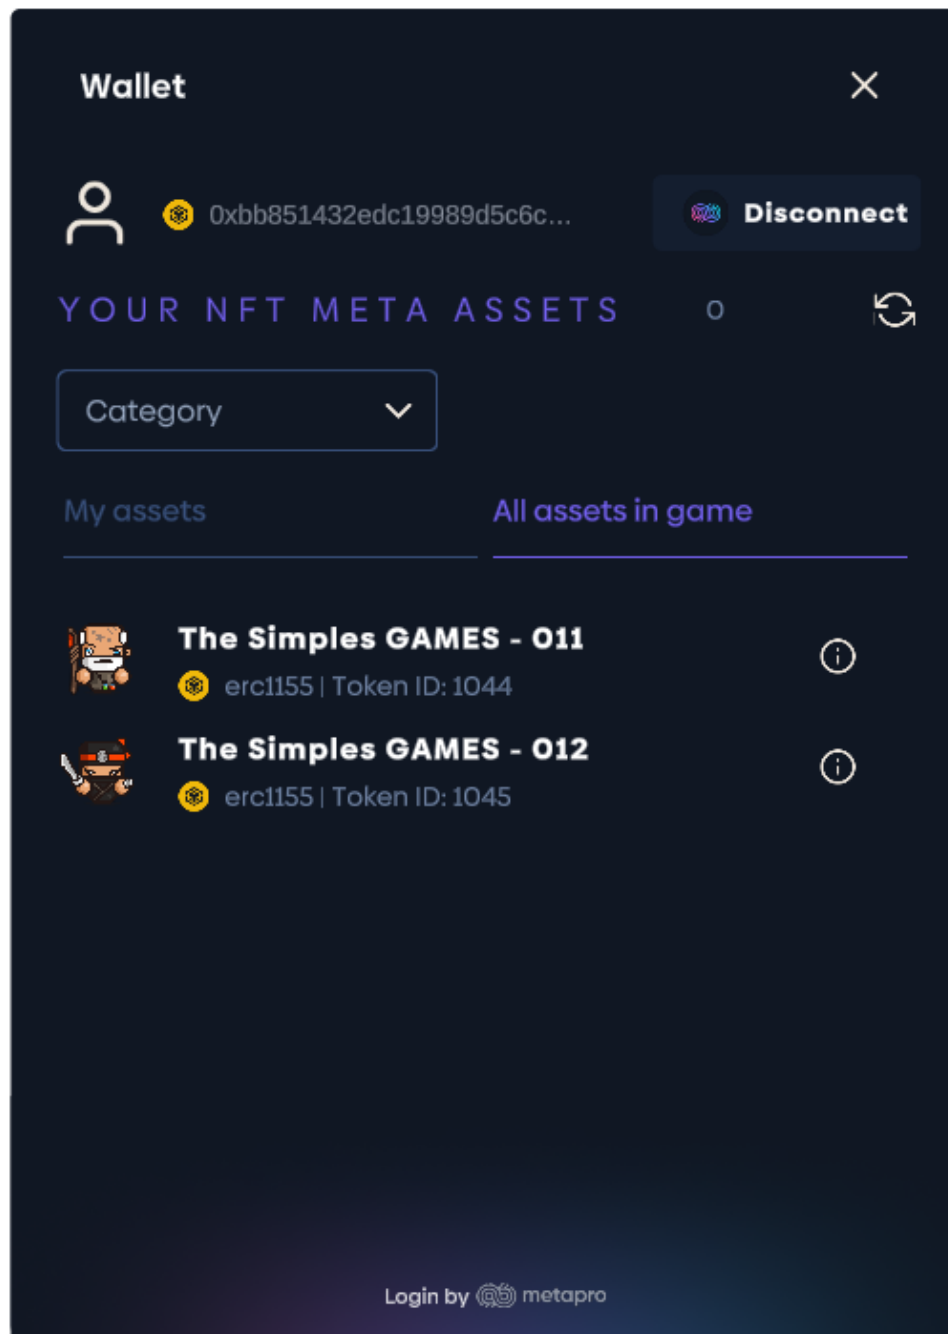 Wallet
0xbb851432edc19989d5c6c...
Disconnect
YOUR NFT META ASSETS 0
Category
My assets
All assets in game
The Simples GAMES - 011
erc1155 | Token ID: 1044
The Simples GAMES - 012
erc1155 | Token ID: 1045
Login by metapro